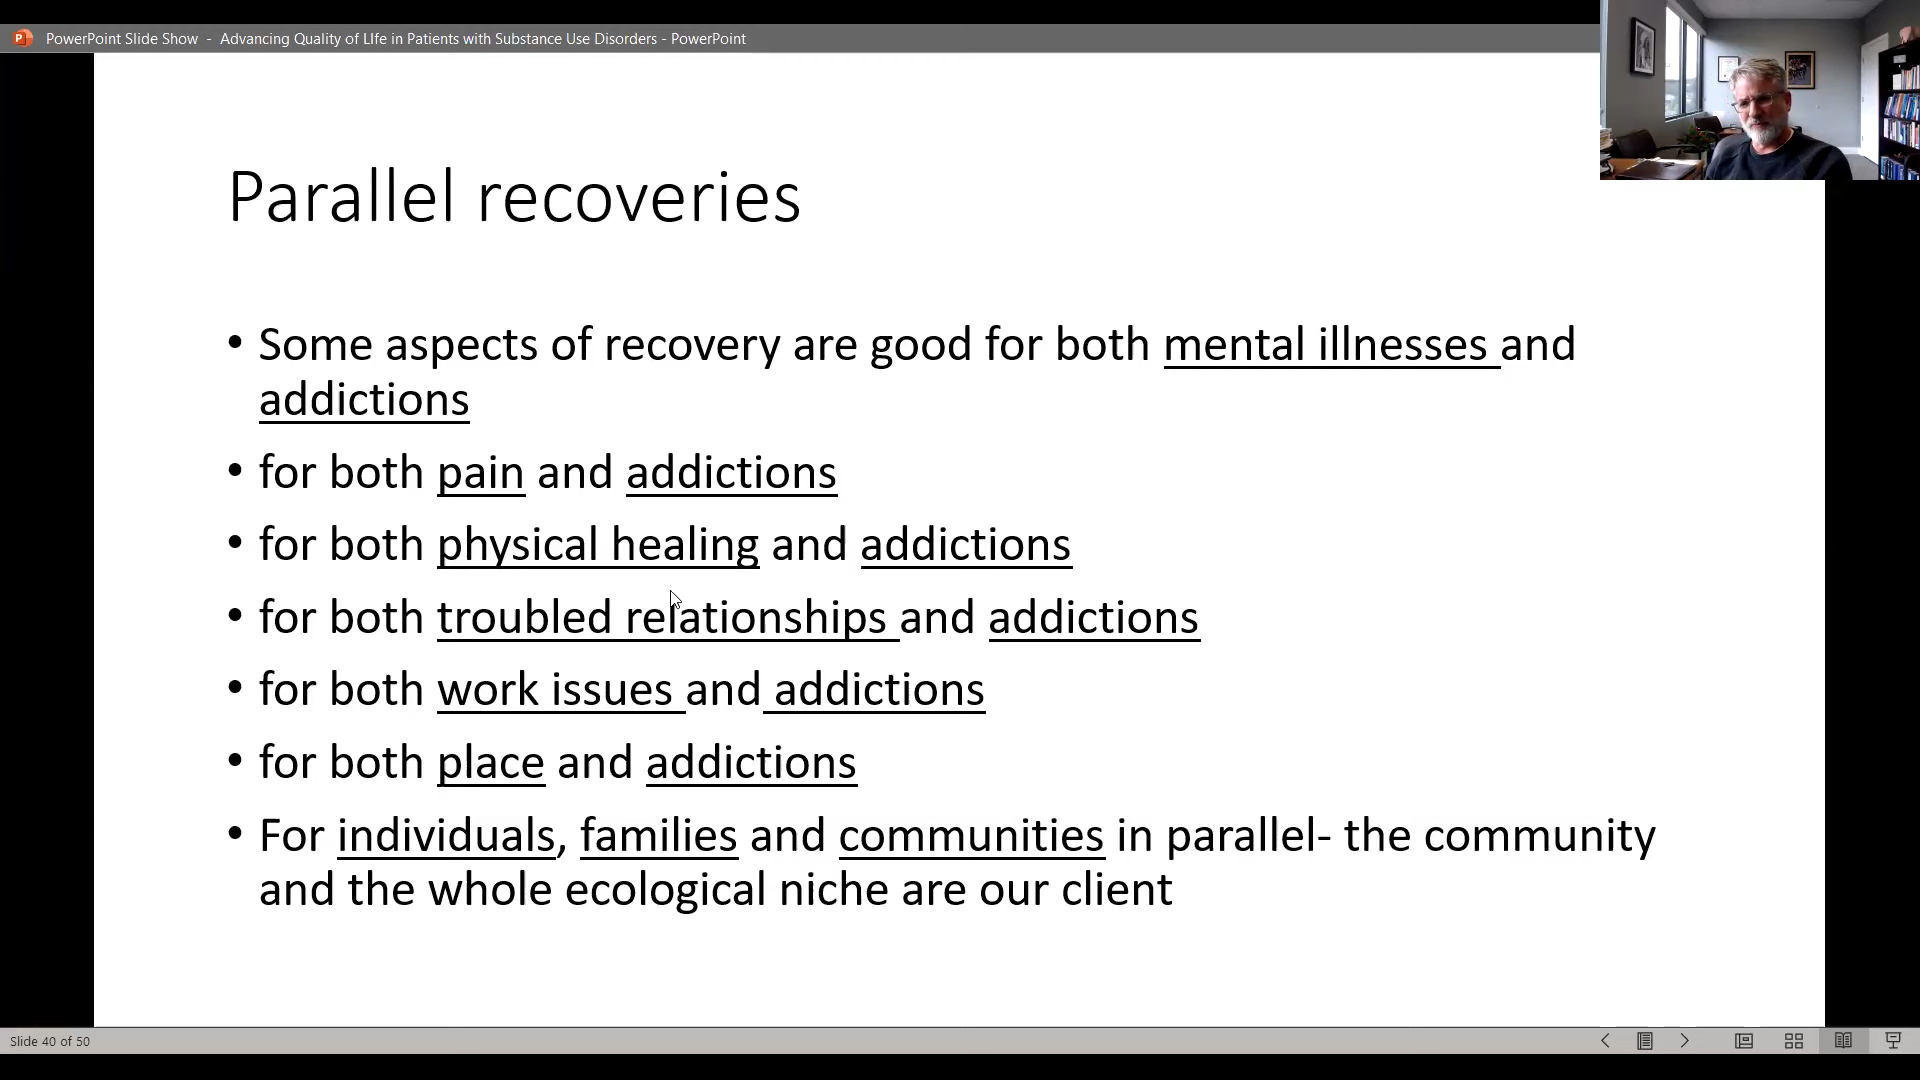 PowerPoint Slide Show - Advancing Quality of LIfe in Patients with Substance Use Disorders - PowerPoint
Parallel recoveries
• Some aspects of recovery are good for both mental illnesses and
addictions
• for both pain and addictions
• for both physical healing and addictions
• for both troubled relationships and addictions
• for both work issues and addictions
• for both place and addictions
• For individuals, families and communities in parallel- the community
and the whole ecological niche are our client
Slide 40 of 50